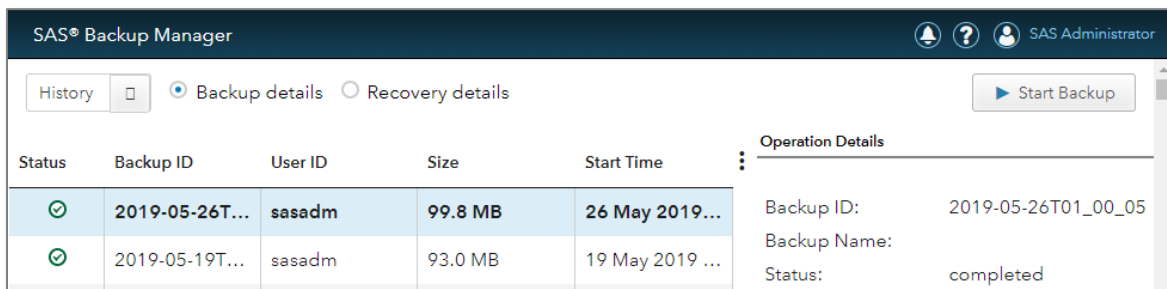 SAS® Backup Manager
? SAS Administrator
History Backup details Recovery details Start Backup
Operation Details
Status Backup ID User ID Size Start Time
2019-05-26T... sasadm 99.8 MB 26 May 2019...
2019-05-19T... sasadm 93.0 MB 19 May 2019 ...
Backup ID: 2019-05-26T01_00_05
Backup Name:
Status: completed